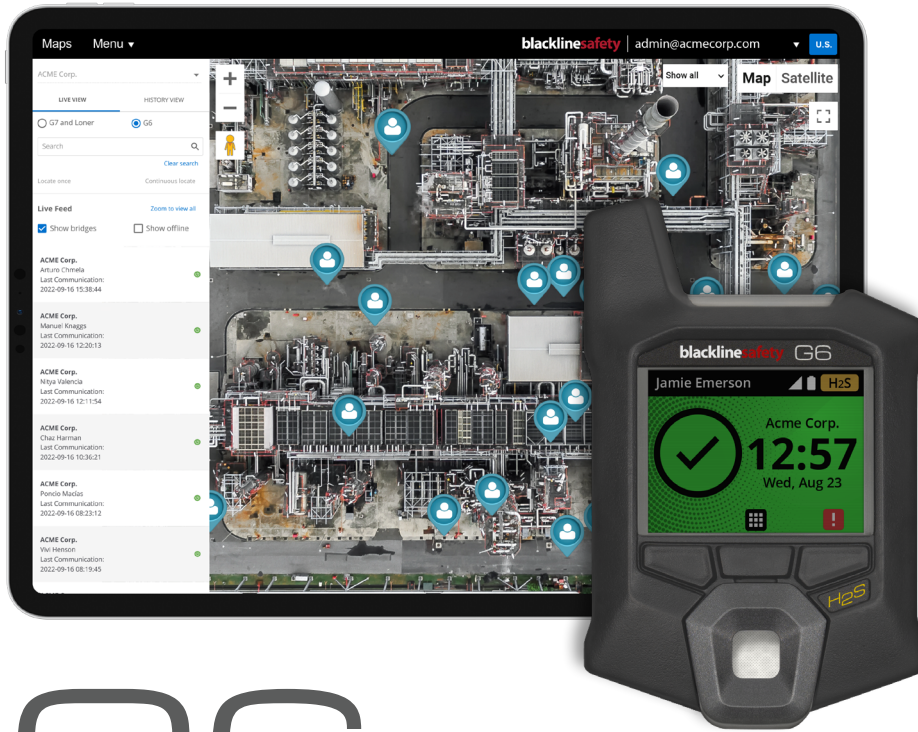 Maps Menu ▼ blacklinesafety | admin@acmecorp.com ▼ U.S.
ACME Corp.
LIVE VIEW HISTORY VIEW
G7 and Loner G6
Search
Clear search
Locate once Continuous locate
Live Feed Zoom to view all
Show bridges Show offline
ACME Corp.
Arturo Chmela
Last Communication:
2022-09-16 15:38:44
ACME Corp.
Manuel Knaggs
Last Communication:
2022-09-16 12:20:13
ACME Corp.
Nitya Valencia
Last Communication:
2022-09-16 12:11:54
ACME Corp.
Chaz Harman
Last Communication:
2022-09-16 10:36:21
ACME Corp.
Poncio Macias
Last Communication:
2022-09-16 08:23:12
ACME Corp.
Vivi Henson
Last Communication:
2022-09-16 08:19:45
Show all Map Satellite
blacklinesafety G6
Jamie Emerson H2S
Acme Corp.
12:57
Wed, Aug 23
H2S